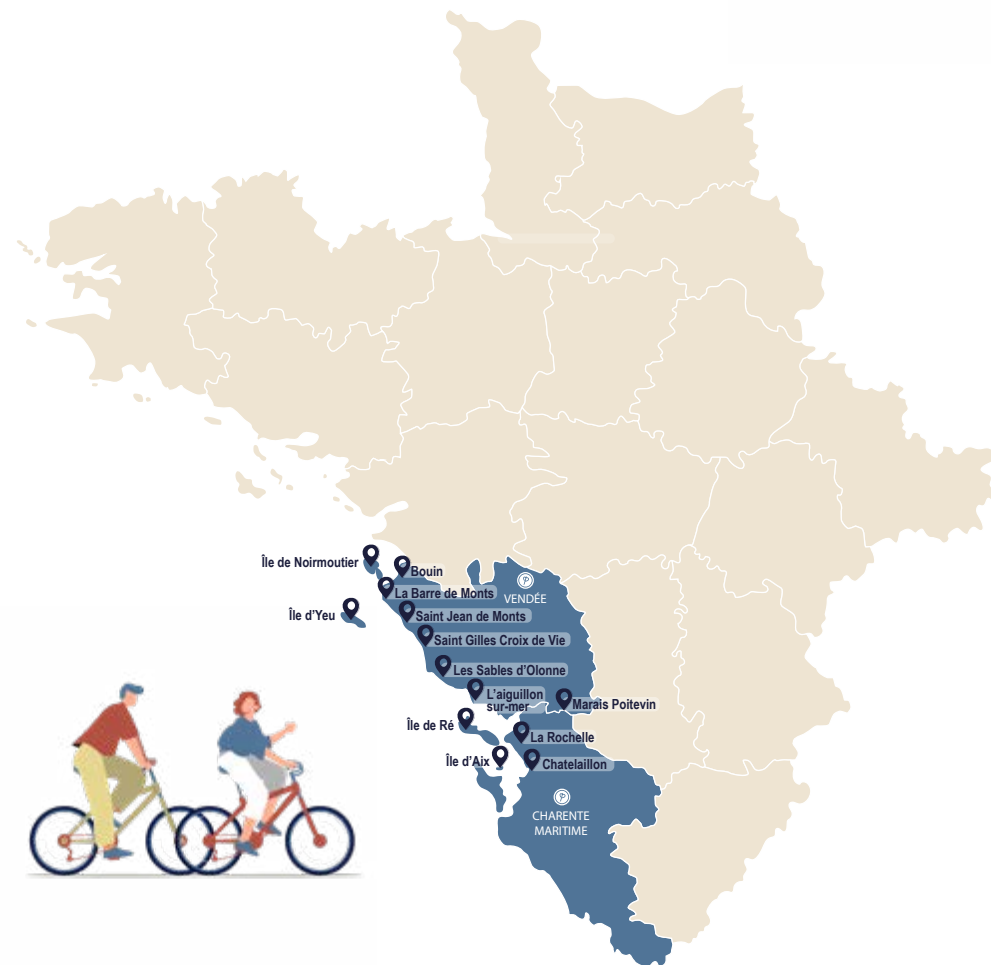 Île de Noirmoutier
Bouin
La Barre de Monts
VENDÉE
Île d'Yeu
Saint Jean de Monts
Saint Gilles Croix de Vie
Les Sables d'Olonne
L'aiguillon
sur-mer
Marais Poitevin
Île de Ré
La Rochelle
Île d'Aix
Chatelaillon
CHARENTE
MARITIME